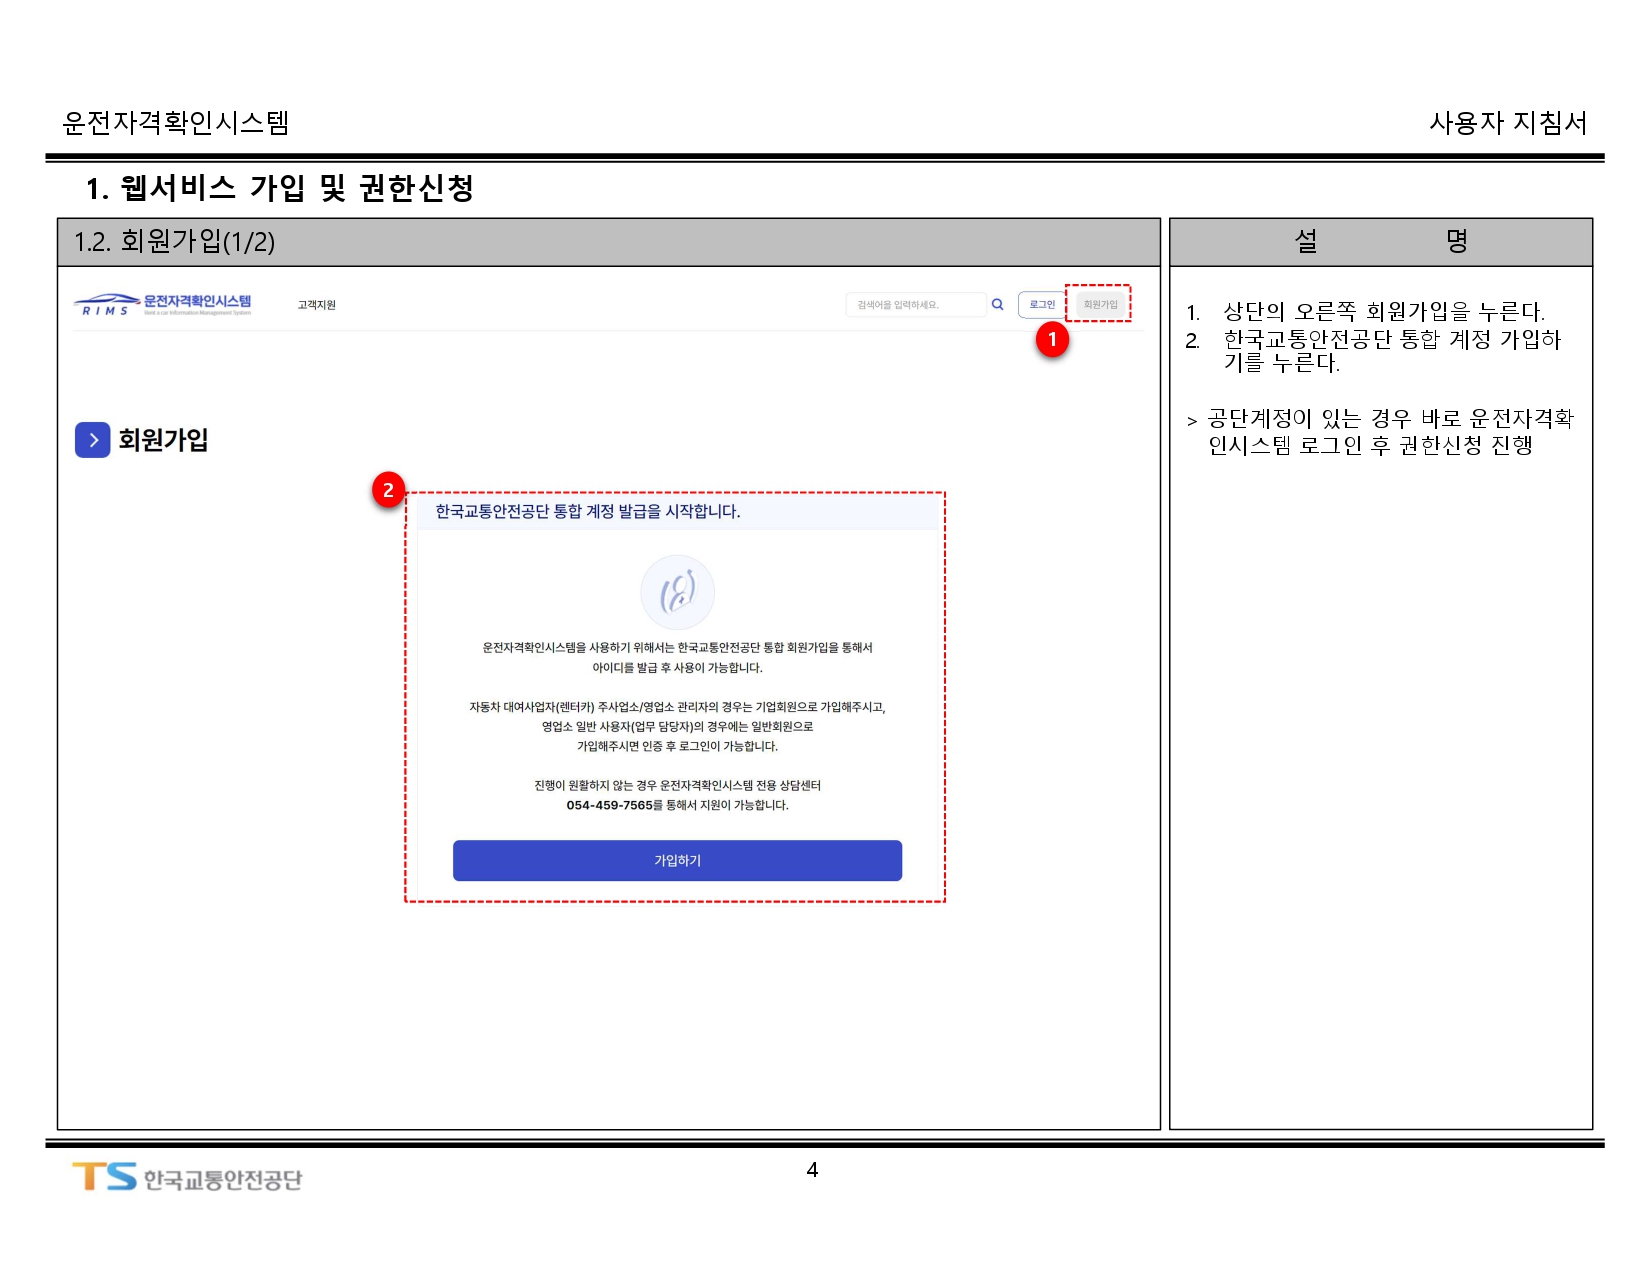 운전자격확인시스템
사용자 지침서
1. 웹서비스 가입 및 권한신청
1.2. 회원가입(1/2)
설 명
운전자격확인시스템
RIMS
Rent a car Information Management System
고객지원
검색어을 입력하세요.
로그인
회원가입
1
회원가입
2
한국교통안전공단 통합 계정 발급을 시작합니다.
운전자격확인시스템을 사용하기 위해서는 한국교통안전공단 통합 회원가입을 통해서
아이디를 발급 후 사용이 가능합니다.
자동차 대여사업자(렌터카) 주사업소/영업소 관리자의 경우는 기업회원으로 가입해주시고,
영업소 일반 사용자(업무 담당자)의 경우에는 일반회원으로
가입해주시면 인증 후 로그인이 가능합니다.
진행이 원활하지 않는 경우 운전자격확인시스템 전용 상담센터
054-459-7565를 통해서 지원이 가능합니다.
가입하기
1. 상단의 오른쪽 회원가입을 누른다.
2. 한국교통안전공단 통합 계정 가입하
기를 누른다.
> 공단계정이 있는 경우 바로 운전자격확
인시스템 로그인 후 권한신청 진행
TS 한국교통안전공단
4